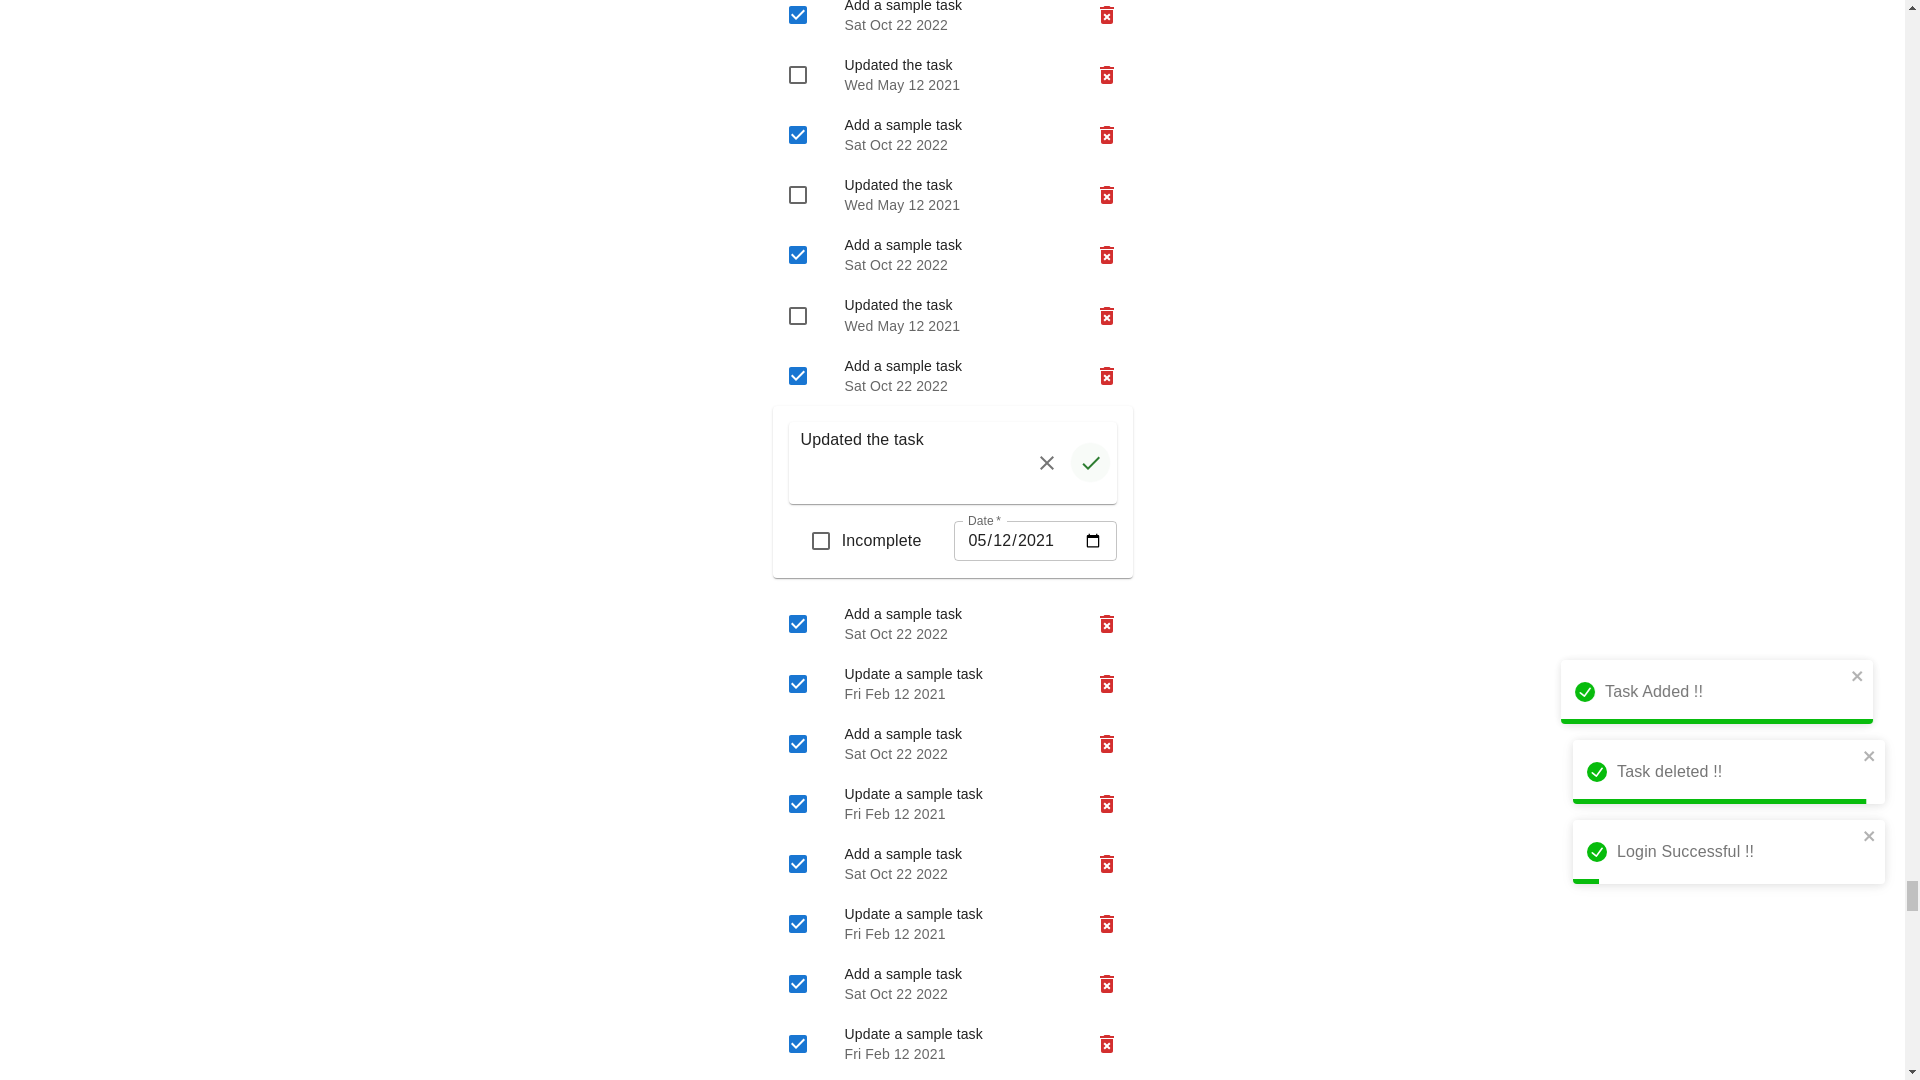 Add a sample task
Sat Oct 22 2022
Updated the task
Wed May 12 2021
Add a sample task
Sat Oct 22 2022
Updated the task
Wed May 12 2021
Add a sample task
Sat Oct 22 2022
Updated the task
Wed May 12 2021
Add a sample task
Sat Oct 22 2022
Updated the task
Date *
Incomplete
05/12/2021
Add a sample task
Sat Oct 22 2022
Update a sample task
Fri Feb 12 2021
Add a sample task
Sat Oct 22 2022
Update a sample task
Fri Feb 12 2021
Add a sample task
Sat Oct 22 2022
Update a sample task
Fri Feb 12 2021
Add a sample task
Sat Oct 22 2022
Update a sample task
Fri Feb 12 2021
Task Added !!
Task deleted !!
Login Successful !!